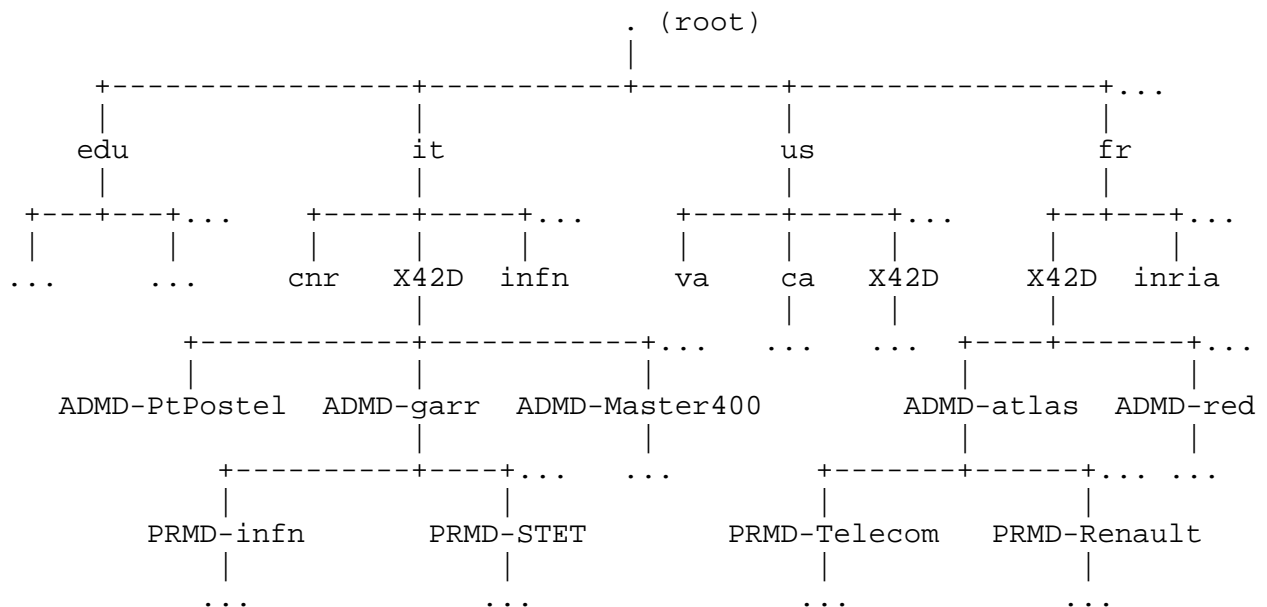 . (root)
|
+-----------------+-----------+--------+-----------------+...
| | | |
edu it us fr
| | | |
+---+---+... +-----+-----+... +-----+-----+... +--+---+...
| | | | | | | | | |
... ... cnr X42D infn va ca X42D X42D inria
| | | |
+------------+------------+... ... ... +----+-------+...
| | | | |
ADMD-PtPostel ADMD-garr ADMD-Master400 ADMD-atlas ADMD-red
| | | |
+----------+----+... ... +-------+------+... ...
| | | |
PRMD-infn PRMD-STET PRMD-Telecom PRMD-Renault
| | | |
... ... ... ...